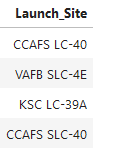 Launch_Site
CCAFS LC-40
VAFB SLC-4E
KSC LC-39A
CCAFS SLC-40